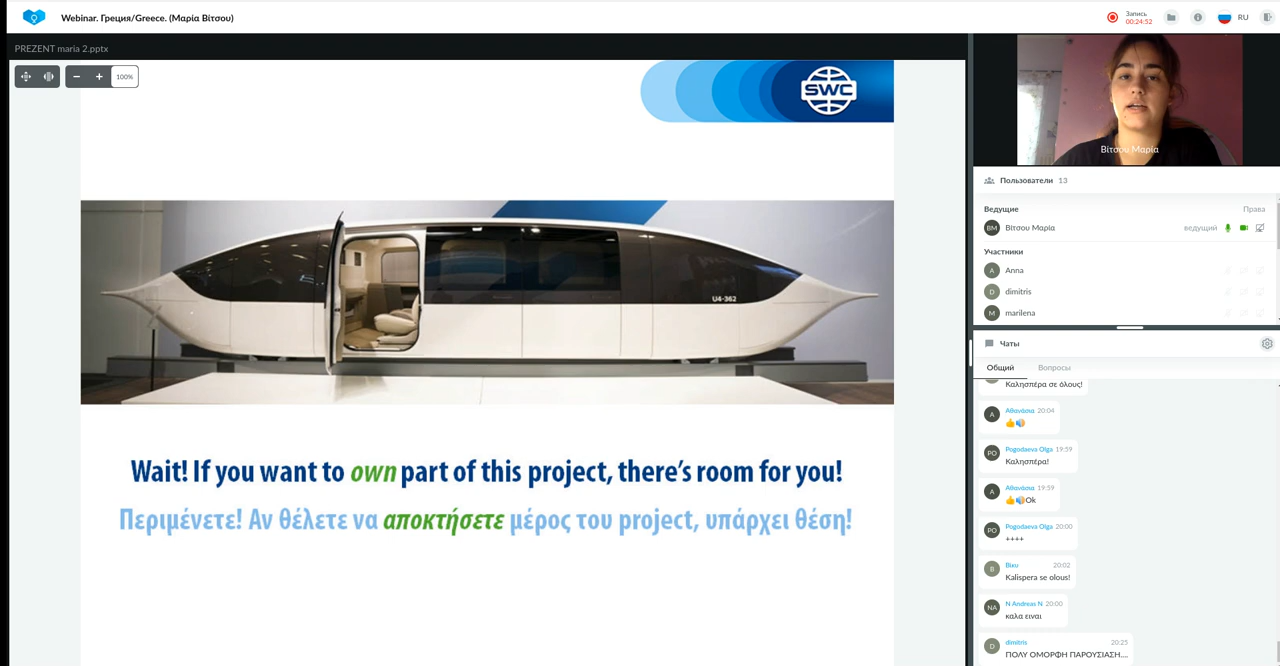 Webinar. Греция/Greece. (Μαρία Βίτσου)
Запись
00:24:52
RU
PREZENT maria 2.pptx
100%
SWC
U4-362
Wait! If you want to own part of this project, there's room for you!
Περιμένετε! Αν θέλετε να αποκτήσετε μέρος του project, υπάρχει θέση!
Βίτσου Μαρία
Пользователи 13
Ведущие Права
ΒΜ Βίτσου Μαρία ведущий
Участники
A Anna
D dimitris
M marilena
Чаты
Общий Вопросы
Καλησπέρα σε όλους!
Α Αθανάσια 20:04
👍
PO Pogodaeva Olga 19:59
Καλησπέρα!
Α Αθανάσια 19:59
👍Ok
PO Pogodaeva Olga 20:00
++++
B Βίκυ 20:02
Kalispera se olous!
NA N Andreas N 20:00
καλα ειναι
D dimitris 20:25
ΠΟΛΥ ΟΜΟΡΦΗ ΠΑΡΟΥΣΙΑΣΗ....